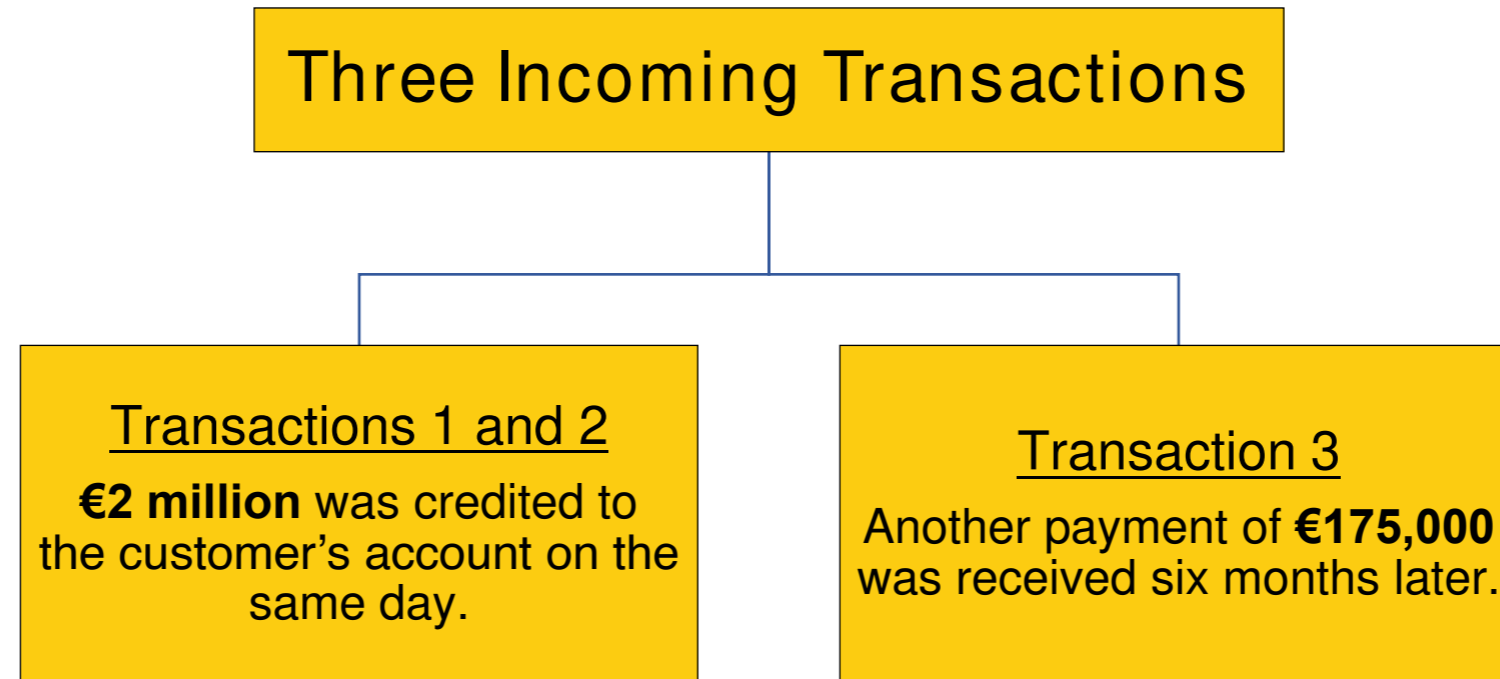 Three Incoming Transactions
Transactions 1 and 2
€2 million was credited to
the customer’s account on the
same day.
Transaction 3
Another payment of €175,000
was received six months later.